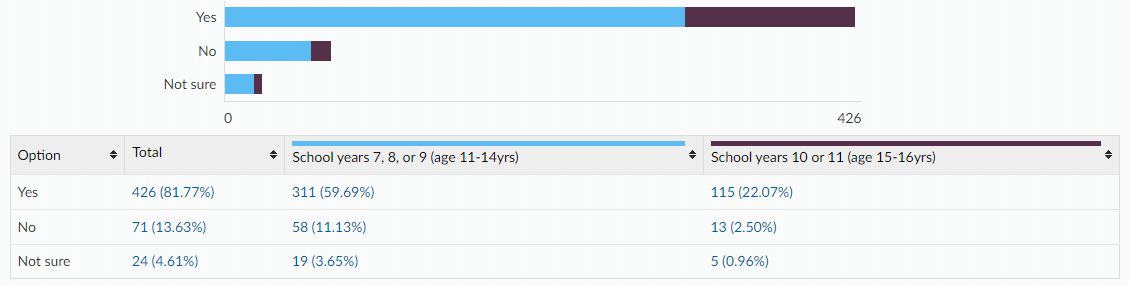 Yes
No
Not sure
0 426
Option Total School years 7, 8, or 9 (age 11-14yrs) School years 10 or 11 (age 15-16yrs)
Yes 426 (81.77%) 311 (59.69%) 115 (22.07%)
No 71 (13.63%) 58 (11.13%) 13 (2.50%)
Not sure 24 (4.61%) 19 (3.65%) 5 (0.96%)